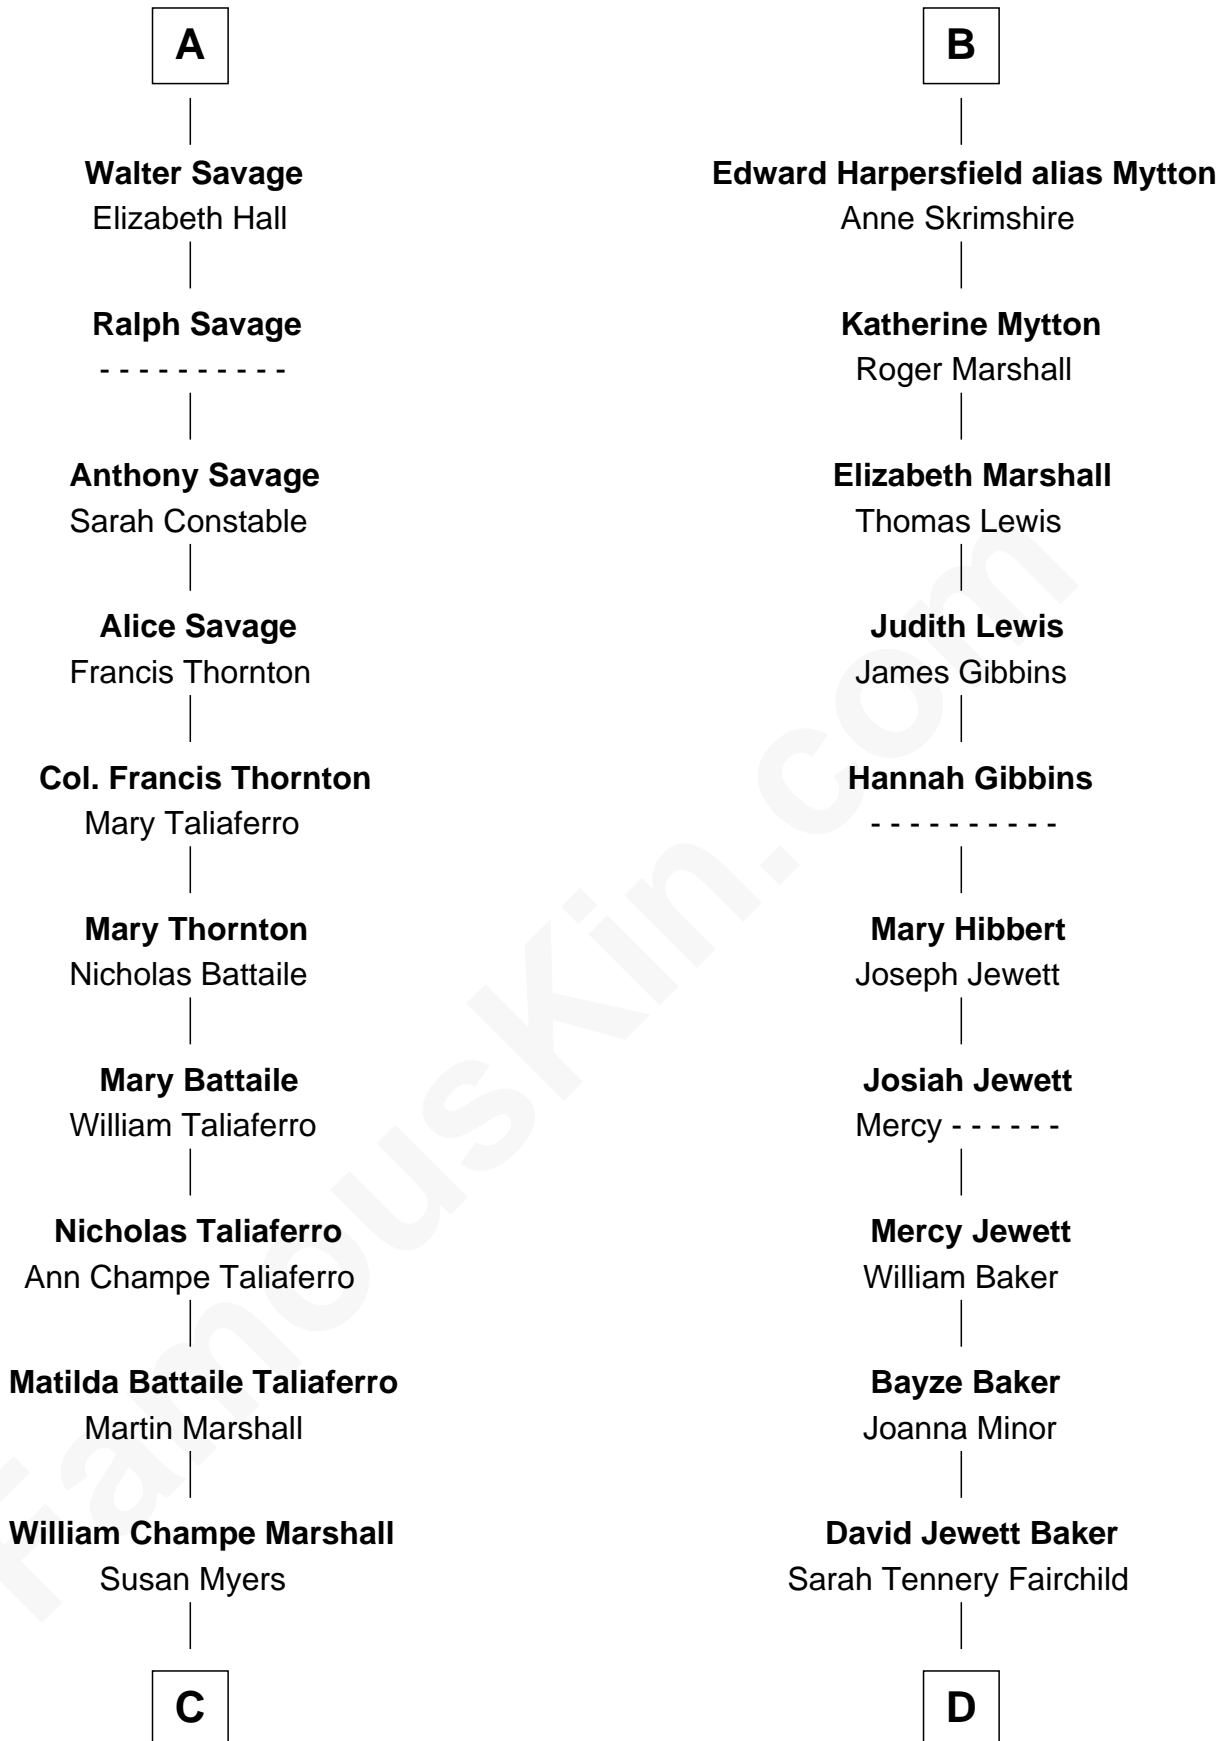 A
Walter Savage
Elizabeth Hall
Ralph Savage
- - - - - - - - - -
Anthony Savage
Sarah Constable
Alice Savage
Francis Thornton
Col. Francis Thornton
Mary Taliaferro
Mary Thornton
Nicholas Battaile
Mary Battaile
William Taliaferro
Nicholas Taliaferro
Ann Champe Taliaferro
Matilda Battaile Taliaferro
Martin Marshall
William Champe Marshall
Susan Myers
C
B
Edward Harpersfield alias Mytton
Anne Skrimshire
Katherine Mytton
Roger Marshall
Elizabeth Marshall
Thomas Lewis
Judith Lewis
James Gibbins
Hannah Gibbins
- - - - - - - - - -
Mary Hibbert
Joseph Jewett
Josiah Jewett
Mercy - - - - - -
Mercy Jewett
William Baker
Bayze Baker
Joanna Minor
David Jewett Baker
Sarah Tennery Fairchild
D
FamousKin.com